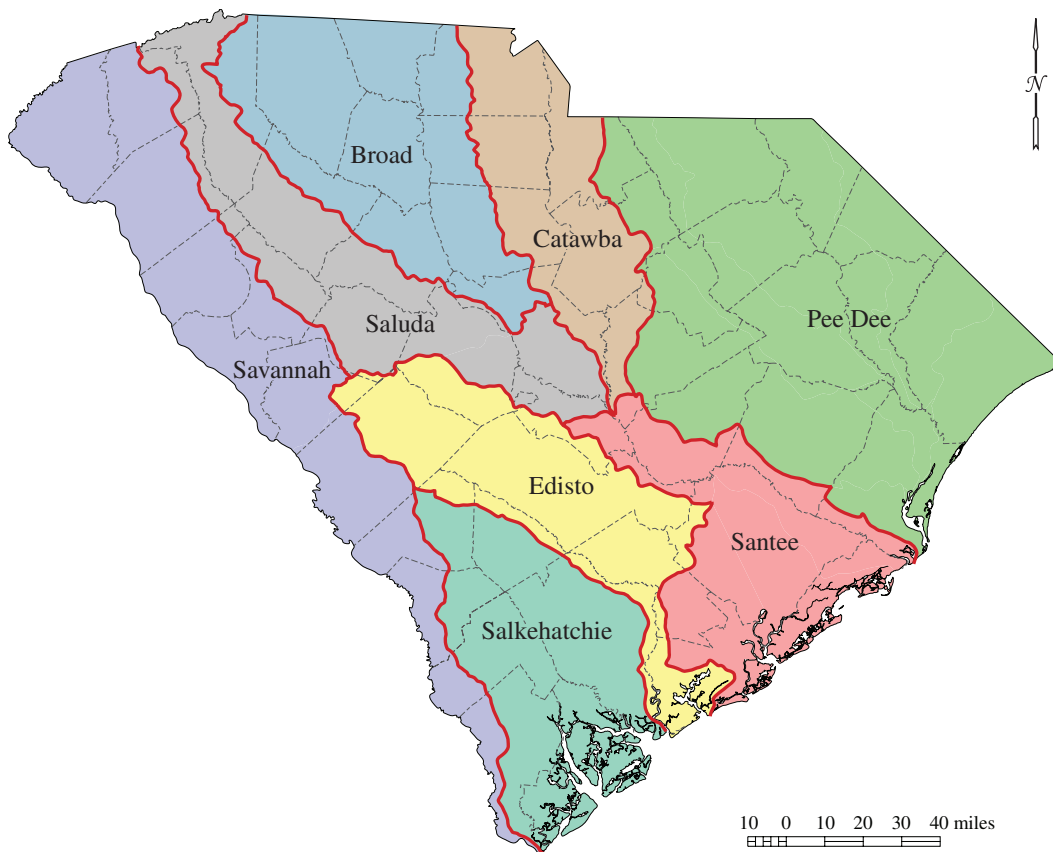 N
Broad
Catawba
Pee Dee
Saluda
Savannah
Edisto
Santee
Salkehatchie
10 0 10 20 30 40 miles